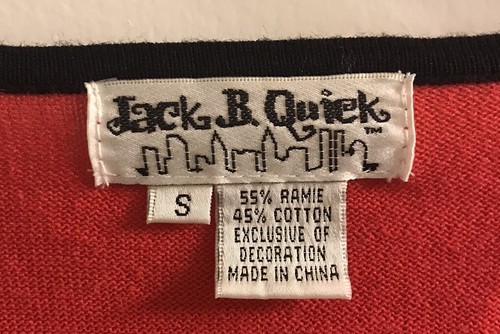 Jack B. Quick™
S
55% RAMIE
45% COTTON
EXCLUSIVE OF
DECORATION
MADE IN CHINA